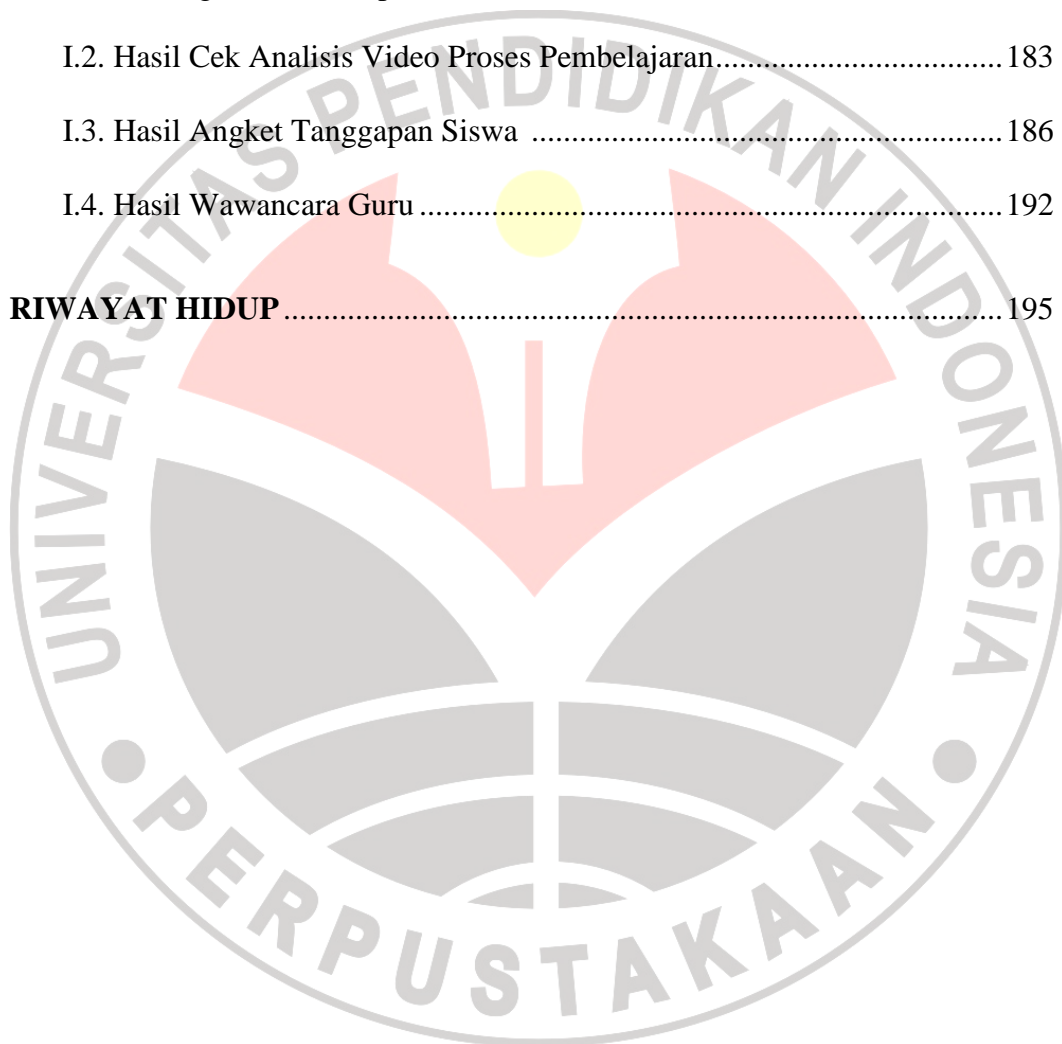 I.2. Hasil Cek Analisis Video Proses Pembelajaran.................................183
I.3. Hasil Angket Tanggapan Siswa .......................................................186
I.4. Hasil Wawancara Guru ....................................................................192
RIWAYAT HIDUP.....................................................................................195
UNIVERSITAS PENDIDIKAN INDONESIA
PERPUSTAKAAN